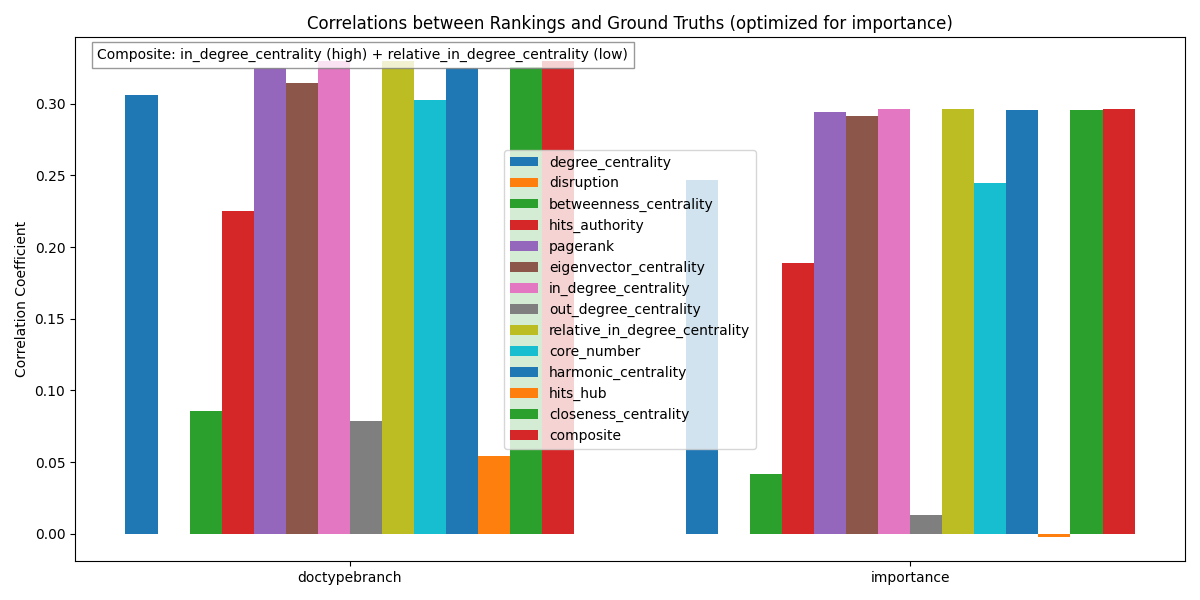 Correlations between Rankings and Ground Truths (optimized for importance)
Composite: in_degree_centrality (high) + relative_in_degree_centrality (low)
Correlation Coefficient
0.30
0.25
0.20
0.15
0.10
0.05
0.00
degree_centrality
disruption
betweenness_centrality
hits_authority
pagerank
eigenvector_centrality
in_degree_centrality
out_degree_centrality
relative_in_degree_centrality
core_number
harmonic_centrality
hits_hub
closeness_centrality
composite
doctypebranch
importance